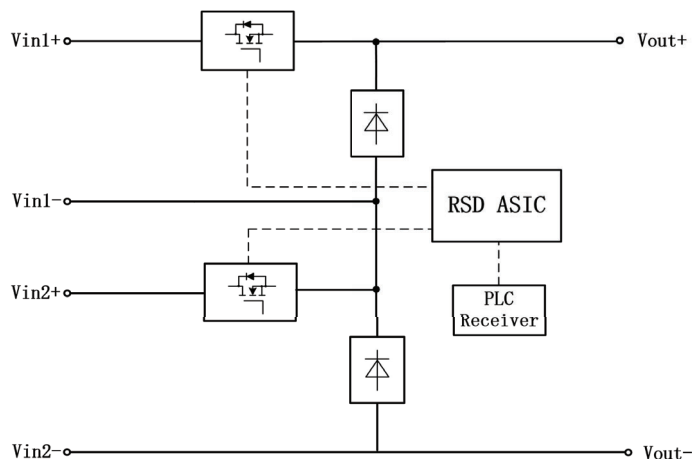 Vin1+
Vout+
Vin1-
RSD ASIC
Vin2+
PLC
Receiver
Vin2-
Vout-